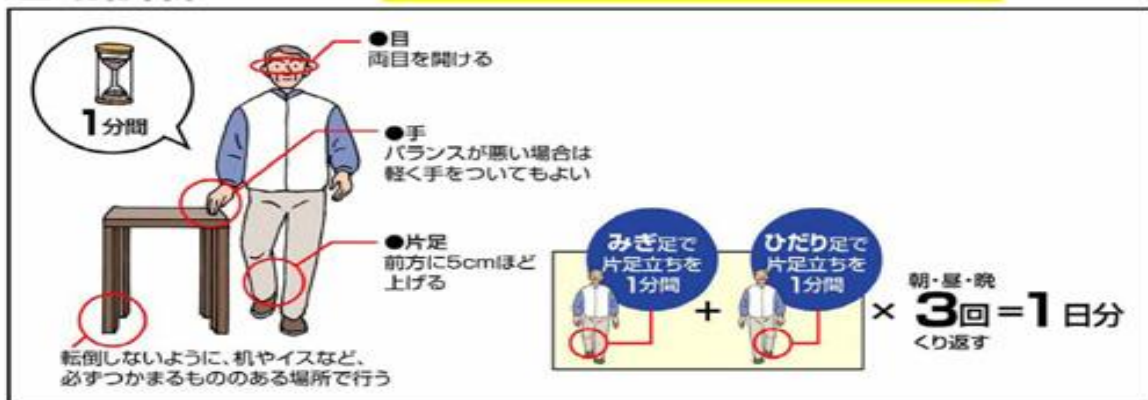 1分間
●目
両目を開ける
●手
バランスが悪い場合は
軽く手をついてもよい
●片足
前方に5cmほど
上げる
転倒しないように、机やイスなど、
必ずつかまるもののある場所で行う
みぎ足で
片足立ちを
1分間
+
ひだり足で
片足立ちを
1分間
×
朝・昼・晩
3回=1日分
くり返す